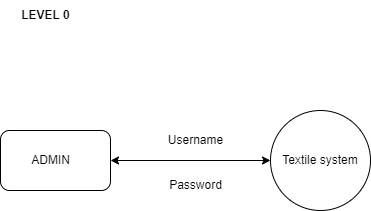 LEVEL 0
Username
ADMIN
Textile system
Password